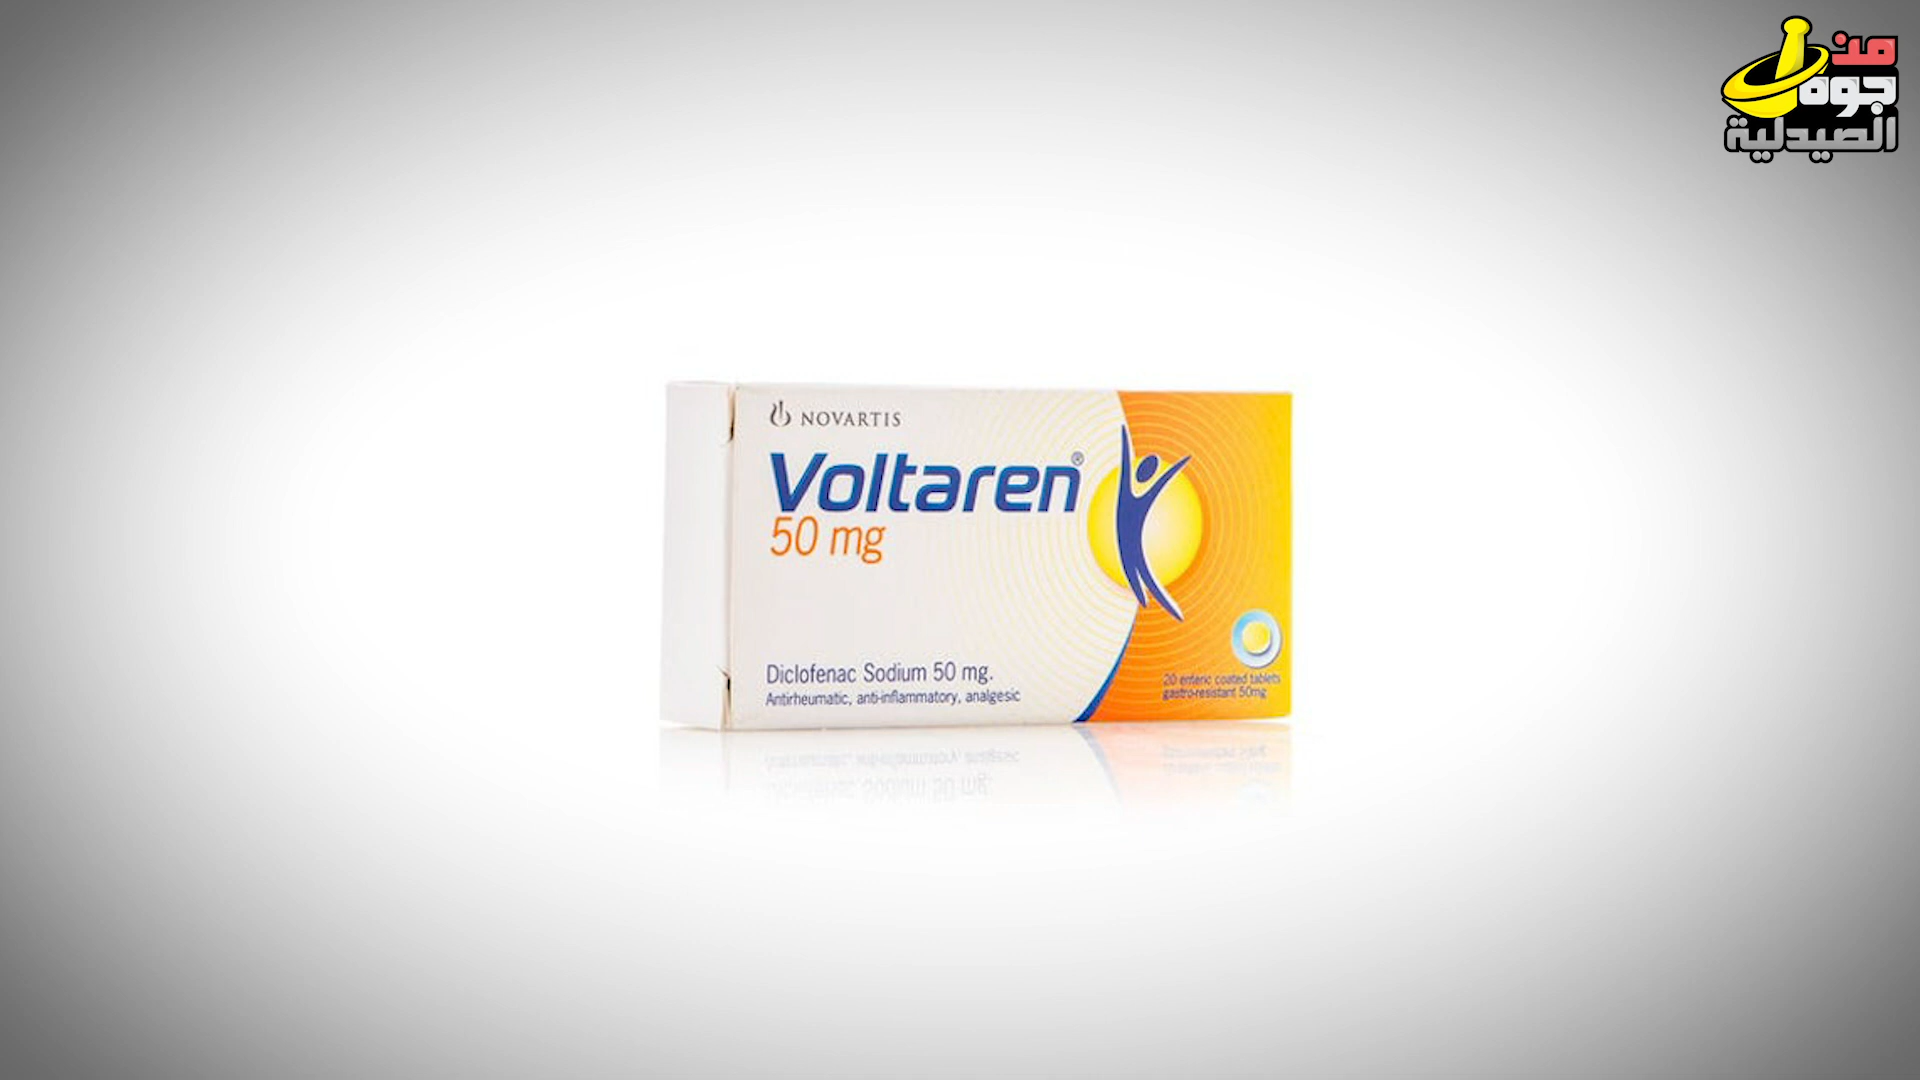 من
جوه
الصيدلية
NOVARTIS
Voltaren®
50 mg
Diclofenac Sodium 50 mg.
Antirheumatic, anti-inflammatory, analgesic
20 enteric coated tablets
gastro-resistant 50mg